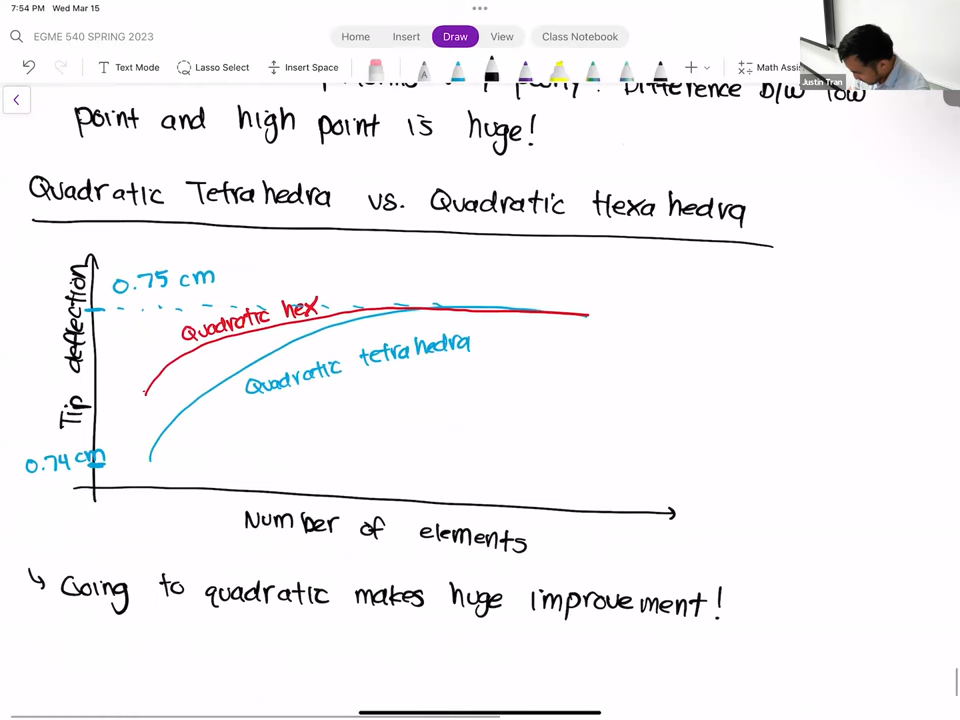 7:54 PM Wed Mar 15
EGME 540 SPRING 2023
Home Insert Draw View Class Notebook
Text Mode Lasso Select Insert Space Math Assis
Justin Tran
Difference b/w low
point and high point is huge!
Quadratic Tetrahedra vs. Quadratic Hexahedra
0.75 cm
Quadratic hex
Quadratic tetrahedra
Tip deflection
0.74 cm
Number of elements
↳ Going to quadratic makes huge improvement!